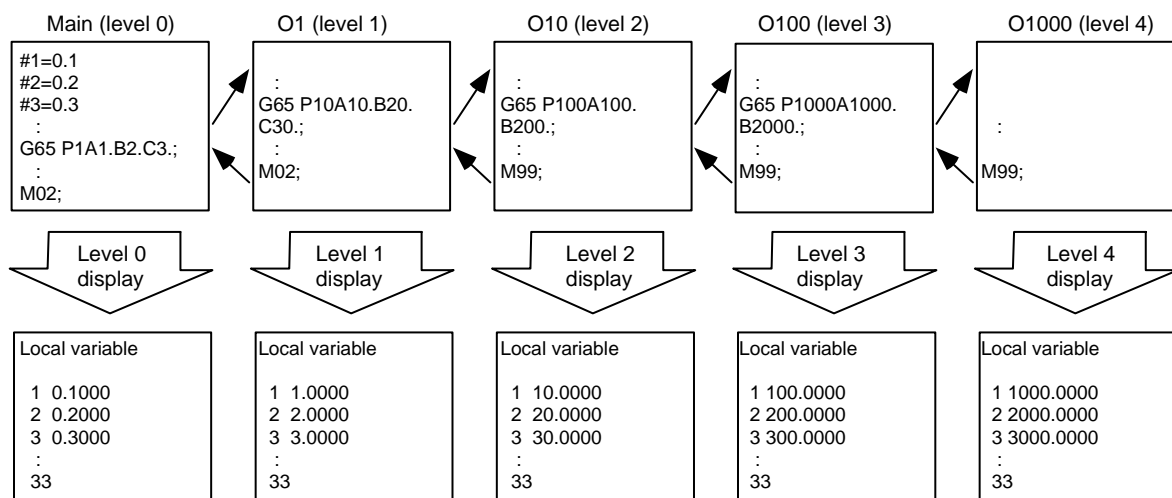 Main (level 0)
O1 (level 1)
O10 (level 2)
O100 (level 3)
O1000 (level 4)
#1=0.1
#2=0.2
#3=0.3
:
G65 P1A1.B2.C3.;
:
M02;
:
G65 P10A10.B20.
C30.;
:
M02;
:
G65 P100A100.
B200.;
:
M99;
:
G65 P1000A1000.
B2000.;
:
M99;
:
M99;
Level 0
display
Level 1
display
Level 2
display
Level 3
display
Level 4
display
Local variable
1 0.1000
2 0.2000
3 0.3000
:
33
Local variable
1 1.0000
2 2.0000
3 3.0000
:
33
Local variable
1 10.0000
2 20.0000
3 30.0000
:
33
Local variable
1 100.0000
2 200.0000
3 300.0000
:
33
Local variable
1 1000.0000
2 2000.0000
3 3000.0000
:
33